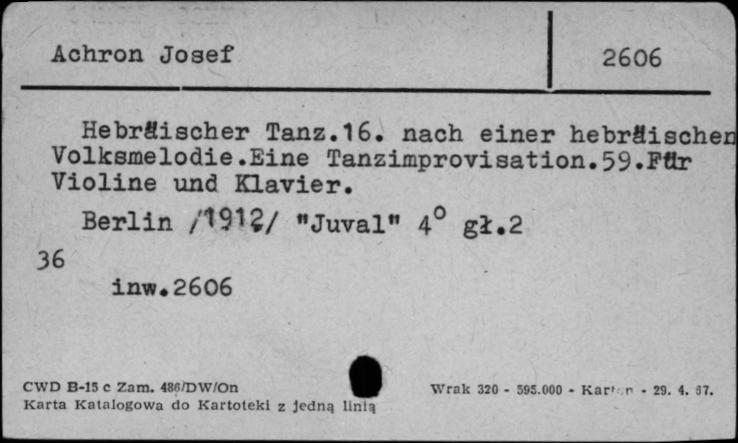 Achron Josef
2606
Hebräischer Tanz.16. nach einer hebräischen
Volksmelodie.Eine Tanzimprovisation.59.Für
Violine und Klavier.
Berlin /1912/ "Juval" 4° gł.2
36
inw.2606
CWD B-15 c Zam. 486/DW/On
Wrak 320 - 595.000 - - 29. 4. 67.
Karta Katalogowa do Kartoteki z jedną linią